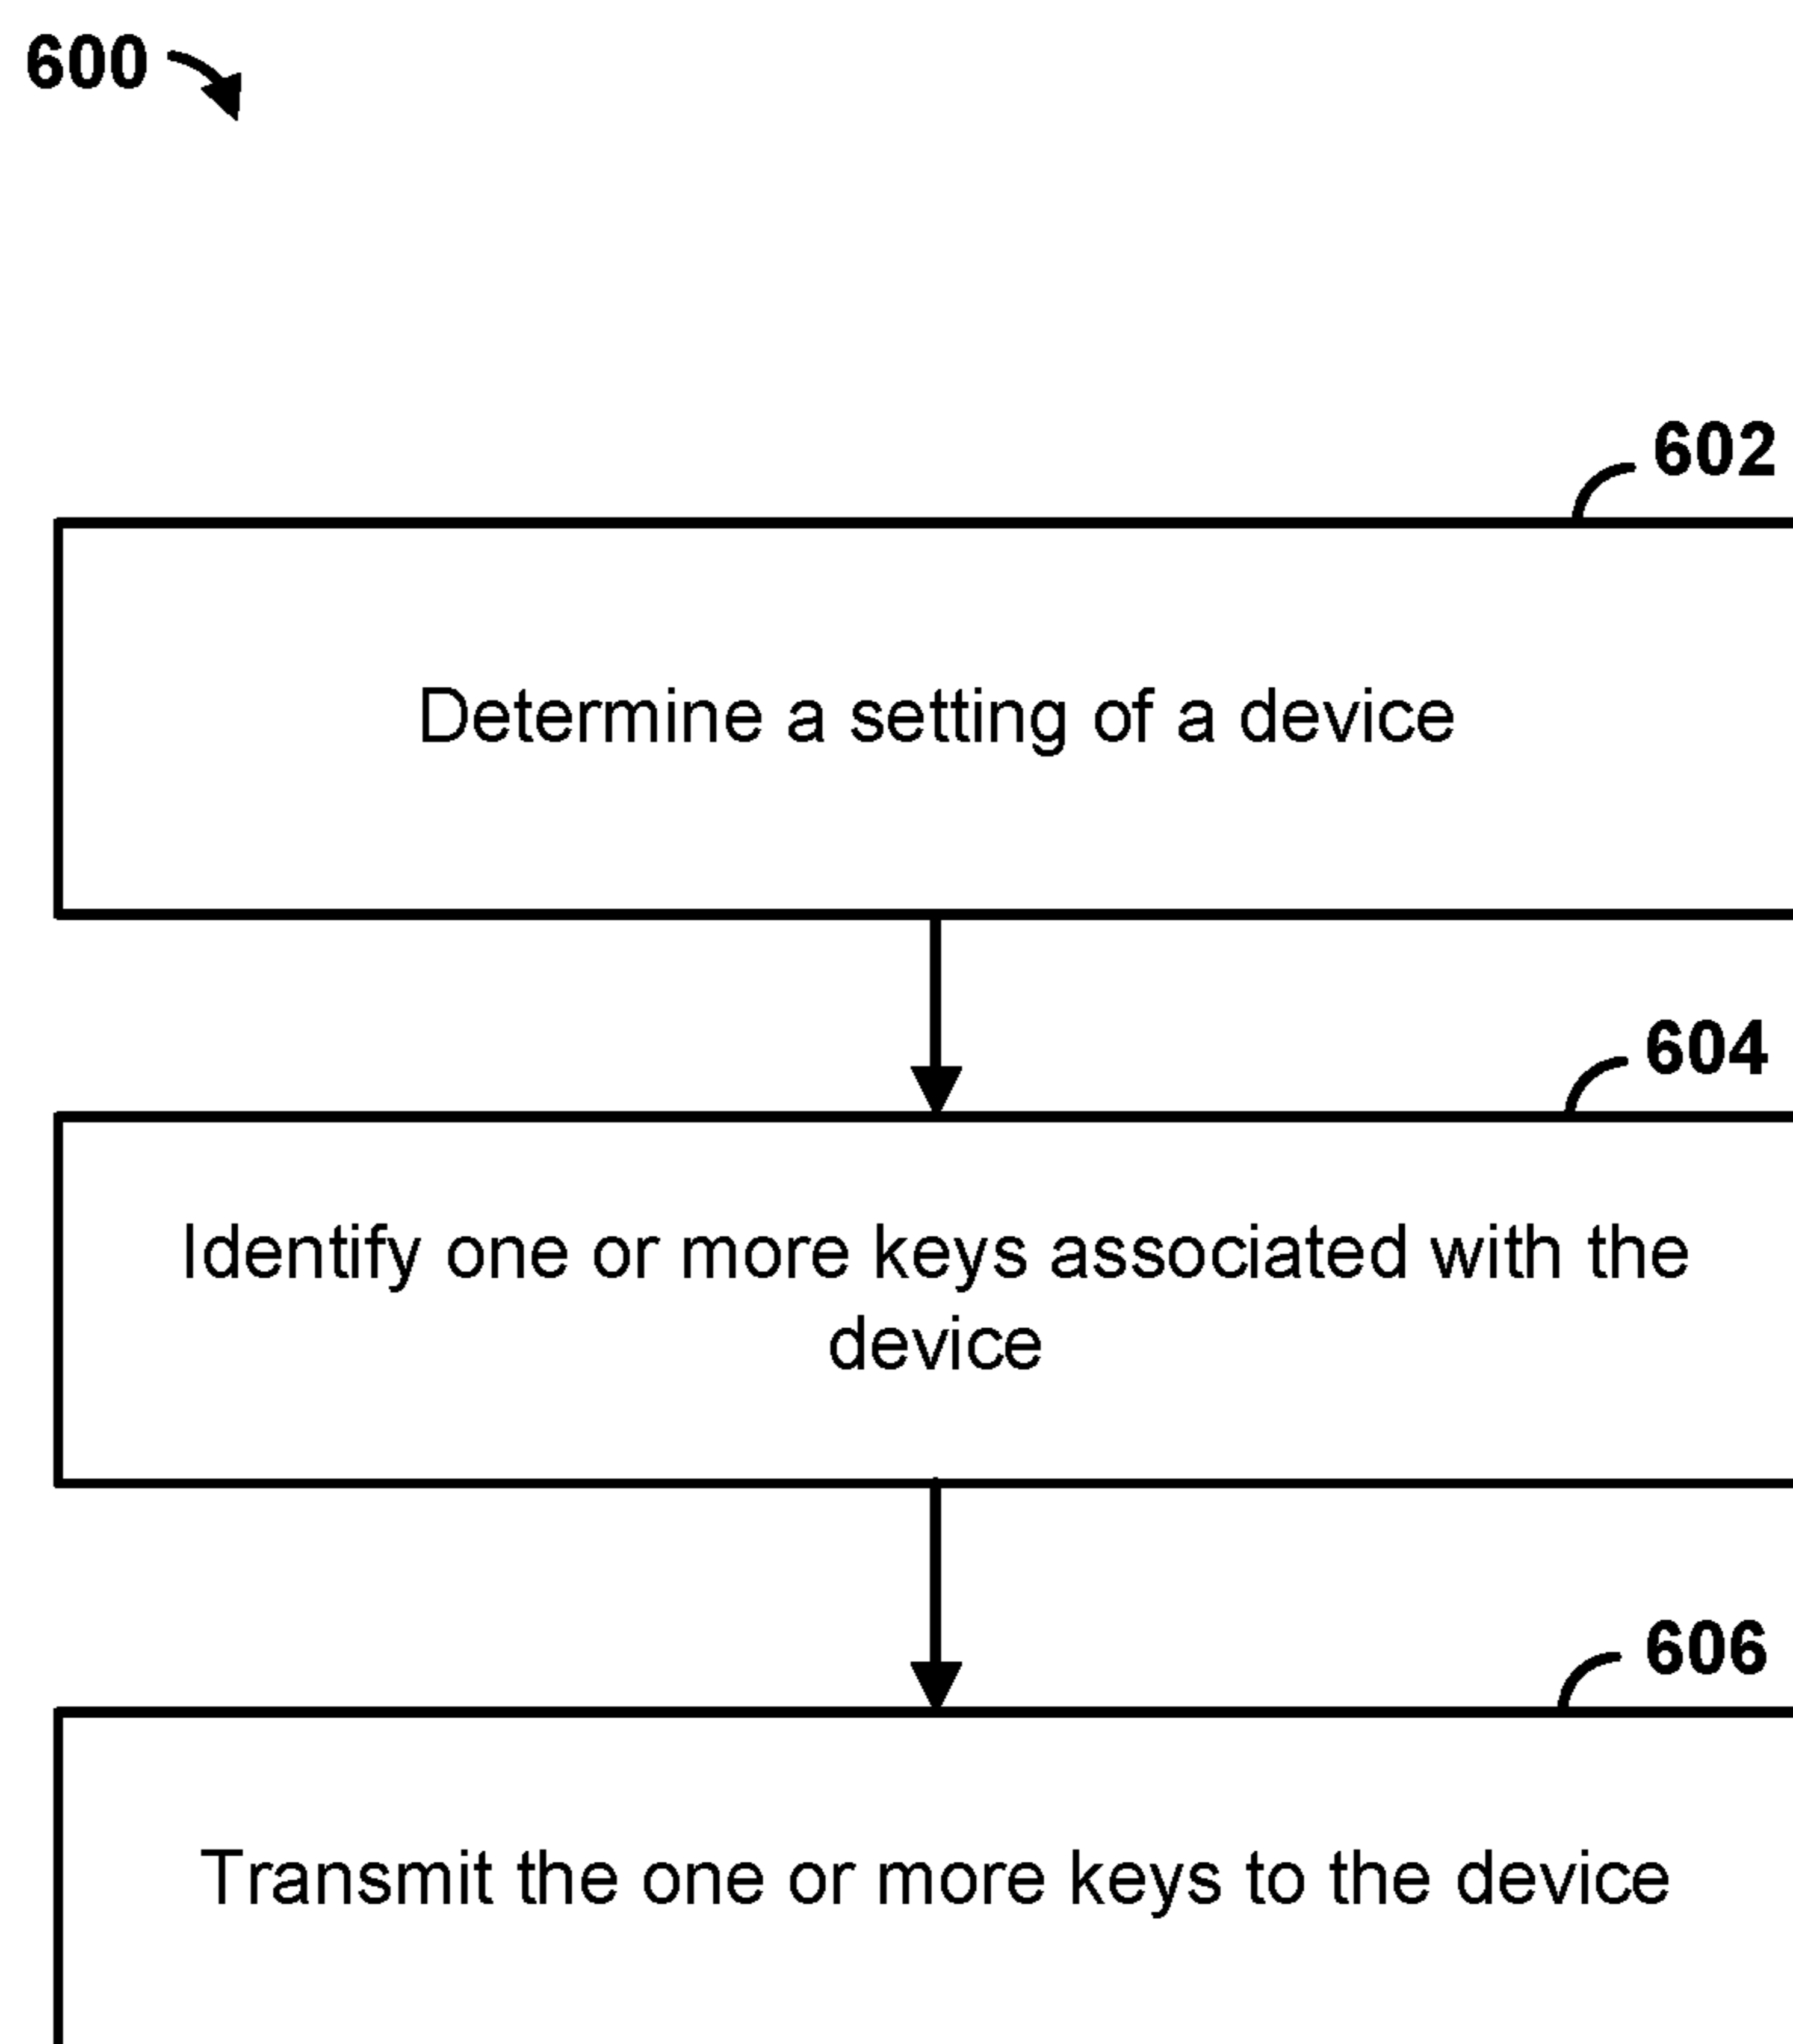 600
602
Determine a setting of a device
604
Identify one or more keys associated with the
device
606
Transmit the one or more keys to the device